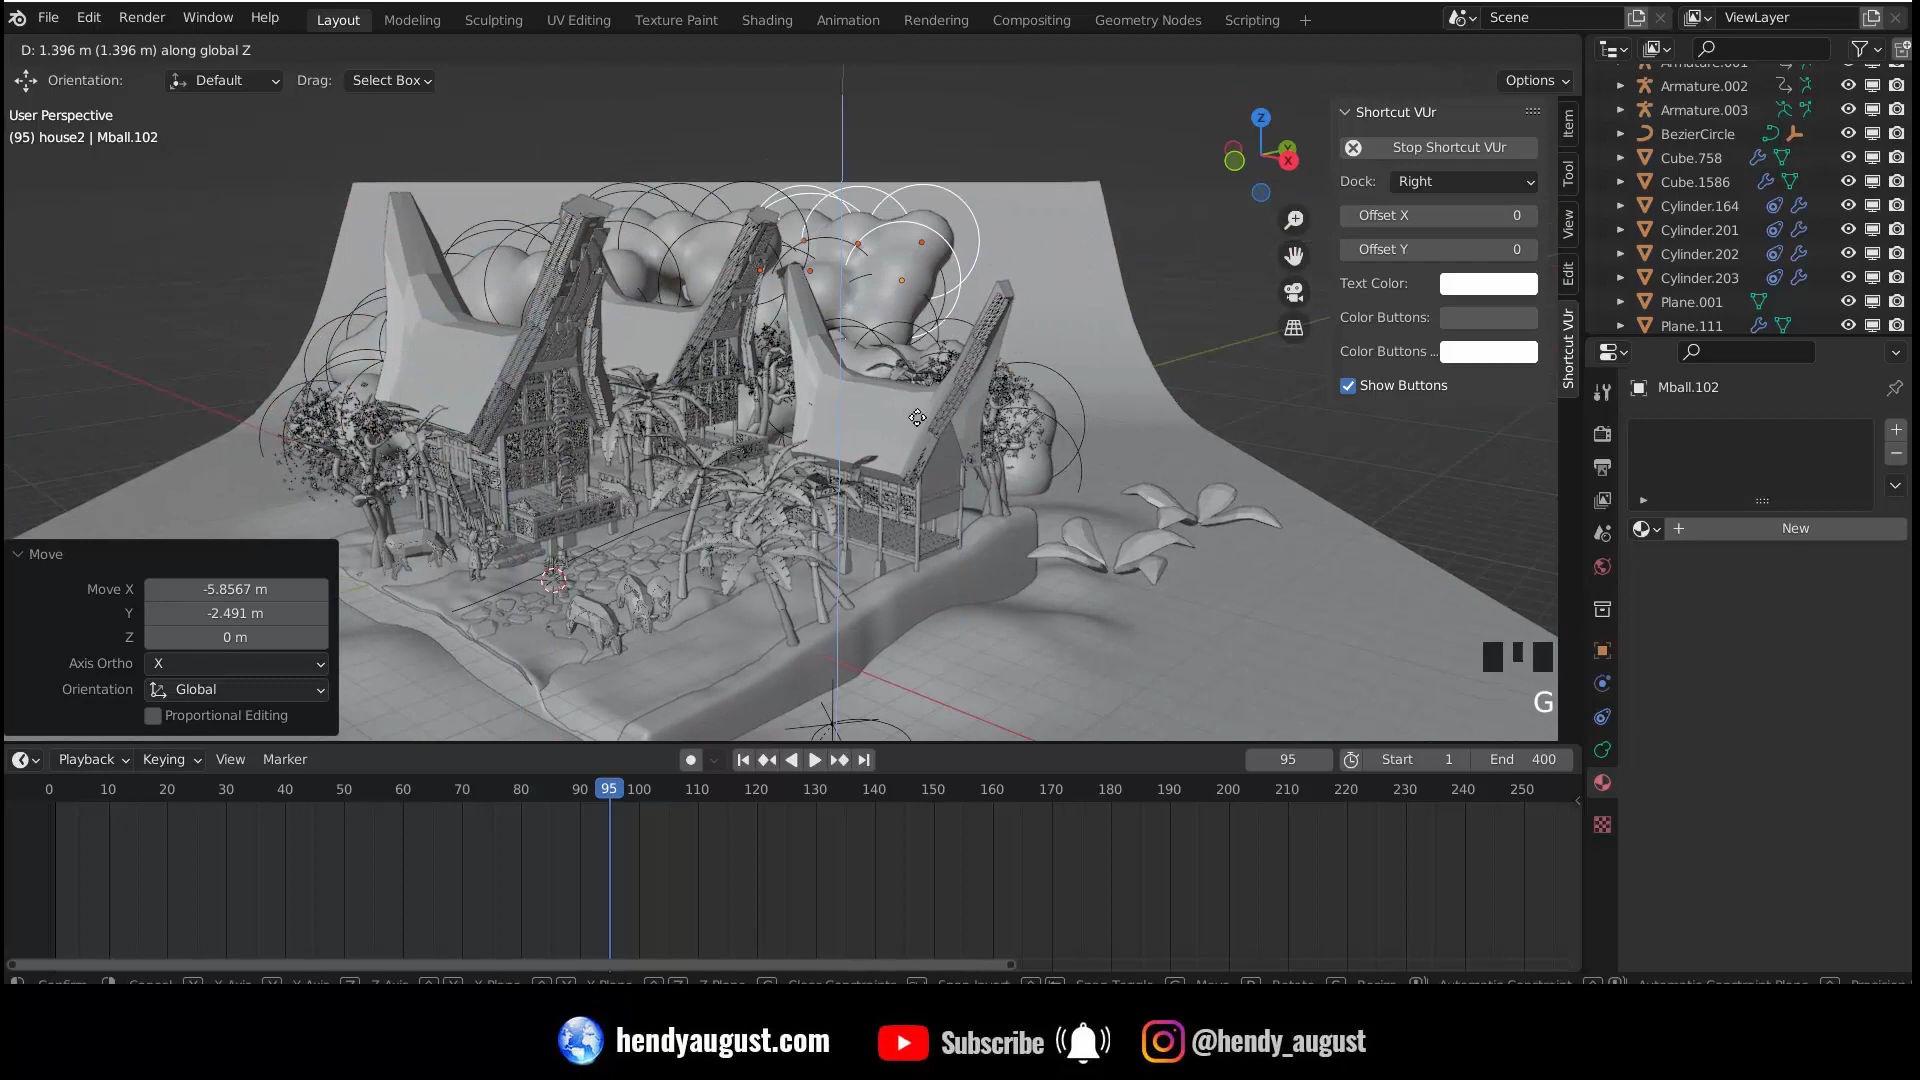 File Edit Render Window Help Layout Modeling Sculpting UV Editing Texture Paint Shading Animation Rendering Compositing Geometry Nodes Scripting + Scene ViewLayer
D: 1.396 m (1.396 m) along global Z
Orientation: Default Drag: Select Box Options
User Perspective
(95) house2 | Mball.102
Z
Y
X
Shortcut VUr
Stop Shortcut VUr
Dock: Right
Offset X 0
Offset Y 0
Text Color:
Color Buttons:
Color Buttons ...
Show Buttons
Item
Tool
View
Edit
Shortcut VUr
Armature.001
Armature.002
Armature.003
BezierCircle
Cube.758
Cube.1586
Cylinder.164
Cylinder.201
Cylinder.202
Cylinder.203
Plane.001
Plane.111
Mball.102
New
Move
Move X -5.8567 m
Y -2.491 m
Z 0 m
Axis Ortho X
Orientation Global
Proportional Editing
G
Playback Keying View Marker 95 Start 1 End 400
0 10 20 30 40 50 60 70 80 90 95 100 110 120 130 140 150 160 170 180 190 200 210 220 230 240 250
hendyaugust.com Subscribe @hendy_august